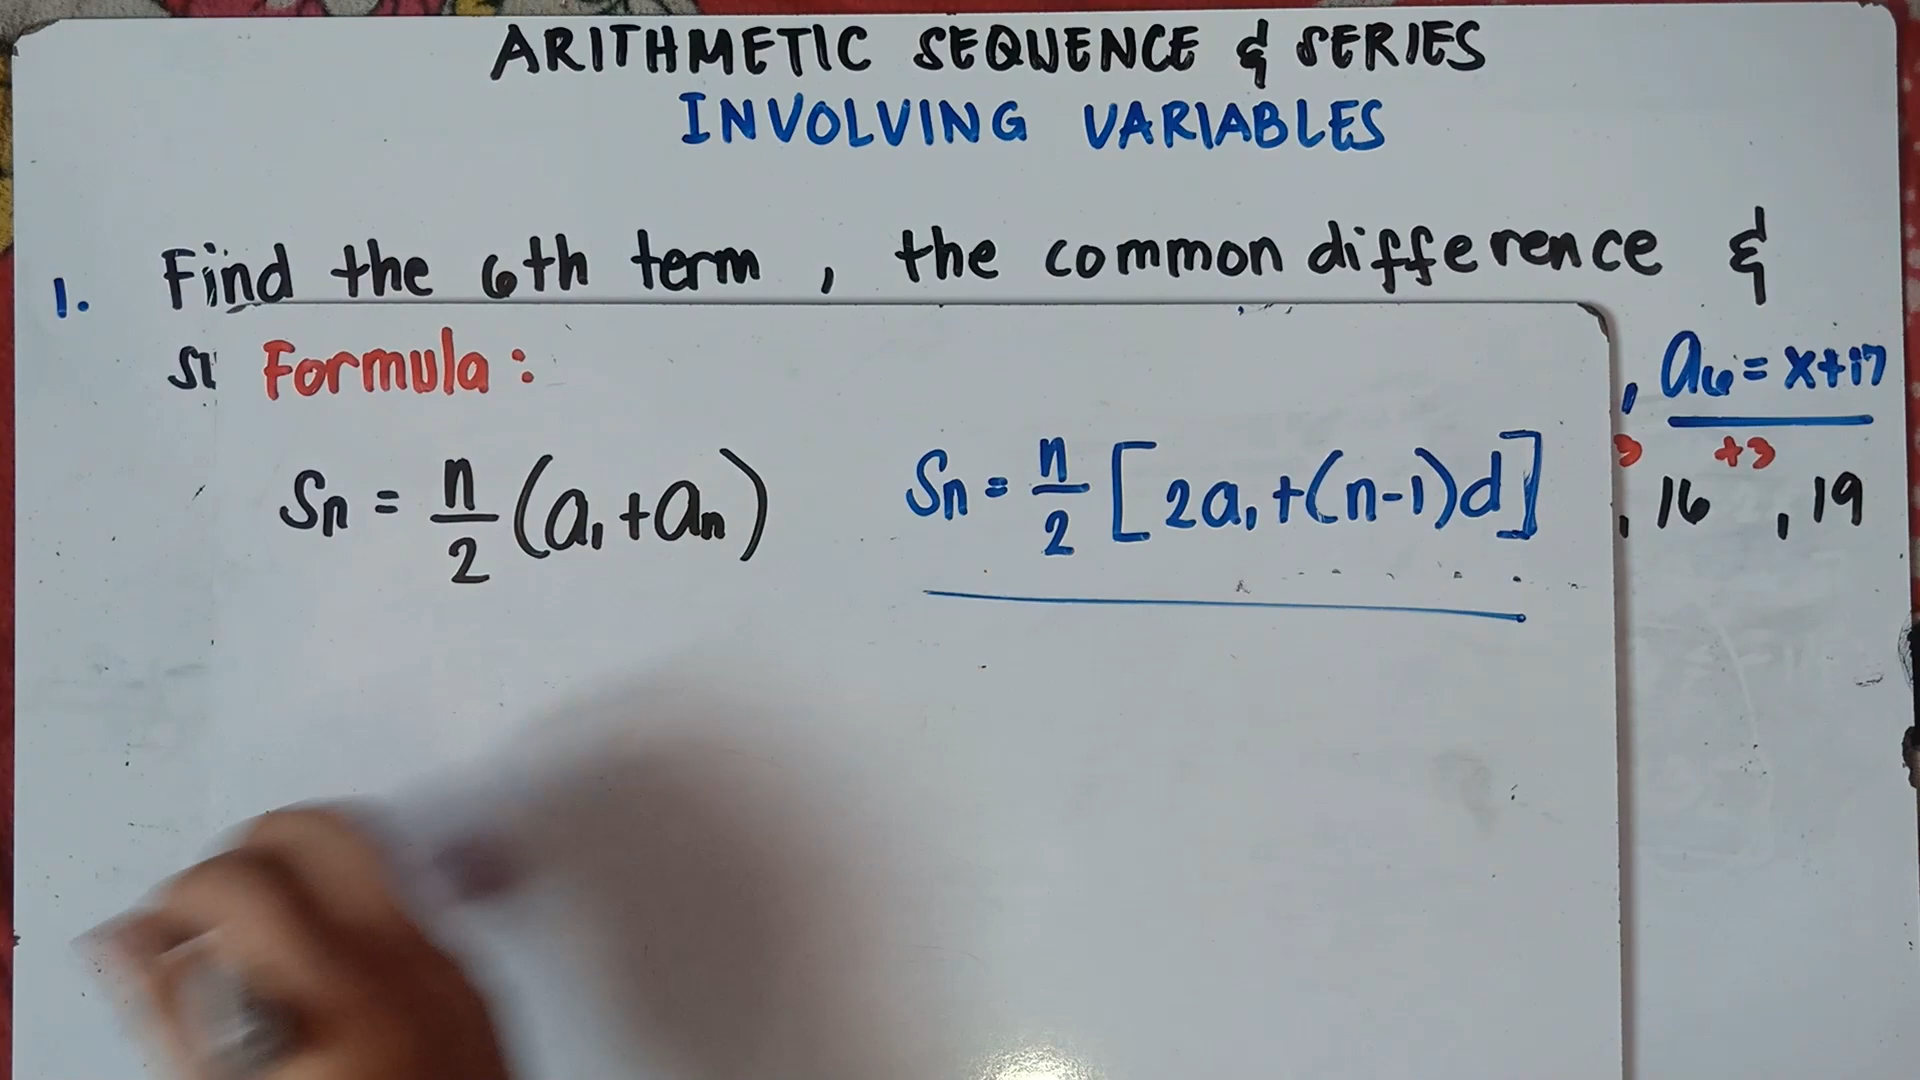 ARITHMETIC SEQUENCE & SERIES
INVOLVING VARIABLES
1. Find the 6th term , the common difference &
Formula :
, a₆ = x+17
Sn = n/2 (a₁ + an)
Sn = n/2 [2a₁ + (n-1)d]
+3
, 16 , 19